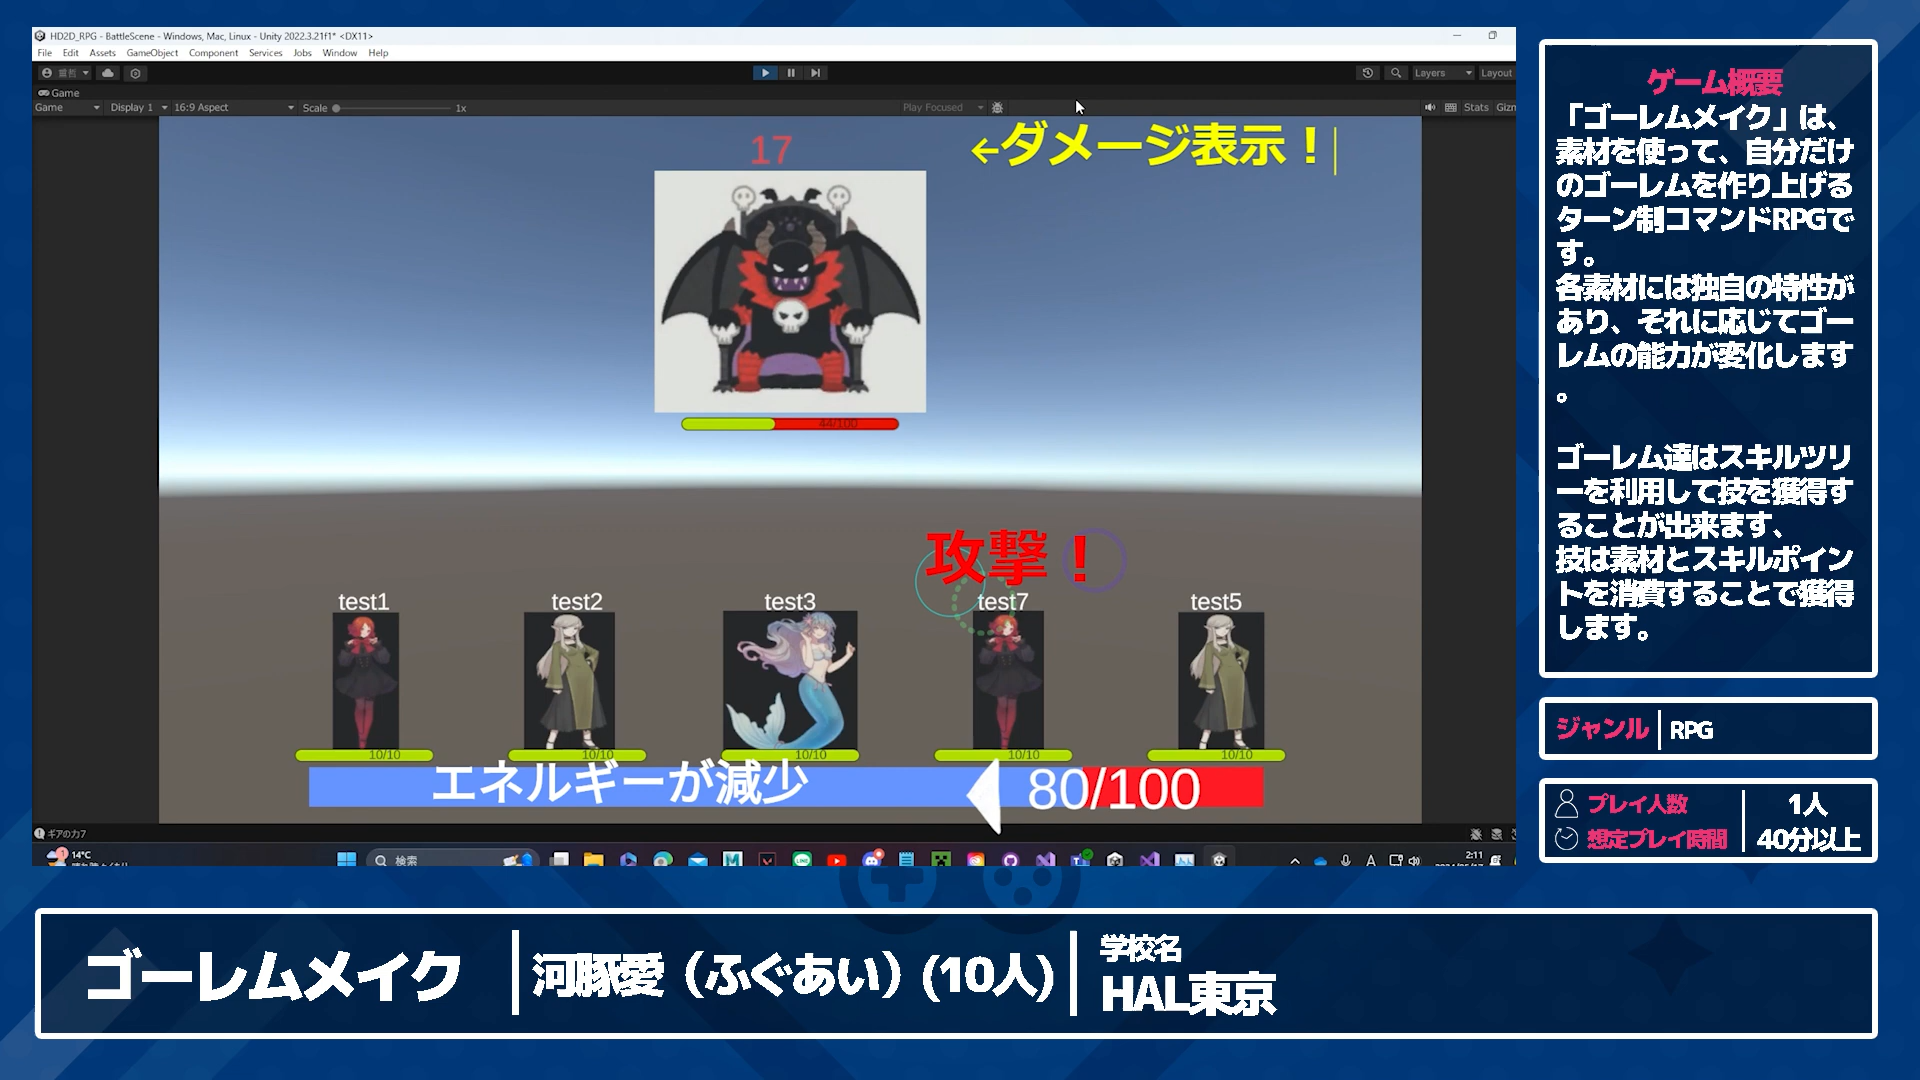 HD2D_RPG - BattleScene - Windows, Mac, Linux - Unity 2022.3.21f1* <DX11>
File Edit Assets GameObject Component Services Jobs Window Help
Layers Layout
Game
Game Display 1 16:9 Aspect Scale 1x Play Focused Stats
17
←ダメージ表示！
44/100
攻撃！
test1 test2 test3 test7 test5
10/10 10/10 10/10 10/10 10/10
エネルギーが減少 80/100
ギアの力7
1 14°C
検索
A 2:11
ゲーム概要
「ゴーレムメイク」は、
素材を使って、自分だけ
のゴーレムを作り上げる
ターン制コマンドRPGで
す。
各素材には独自の特性が
あり、それに応じてゴー
レムの能力が変化します
。
ゴーレム達はスキルツリ
ーを利用して技を獲得す
ることが出来ます、
技は素材とスキルポイン
トを消費することで獲得
します。
ジャンル RPG
プレイ人数 1人
想定プレイ時間 40分以上
ゴーレムメイク 河豚愛（ふぐあい）(10人)
学校名
HAL東京